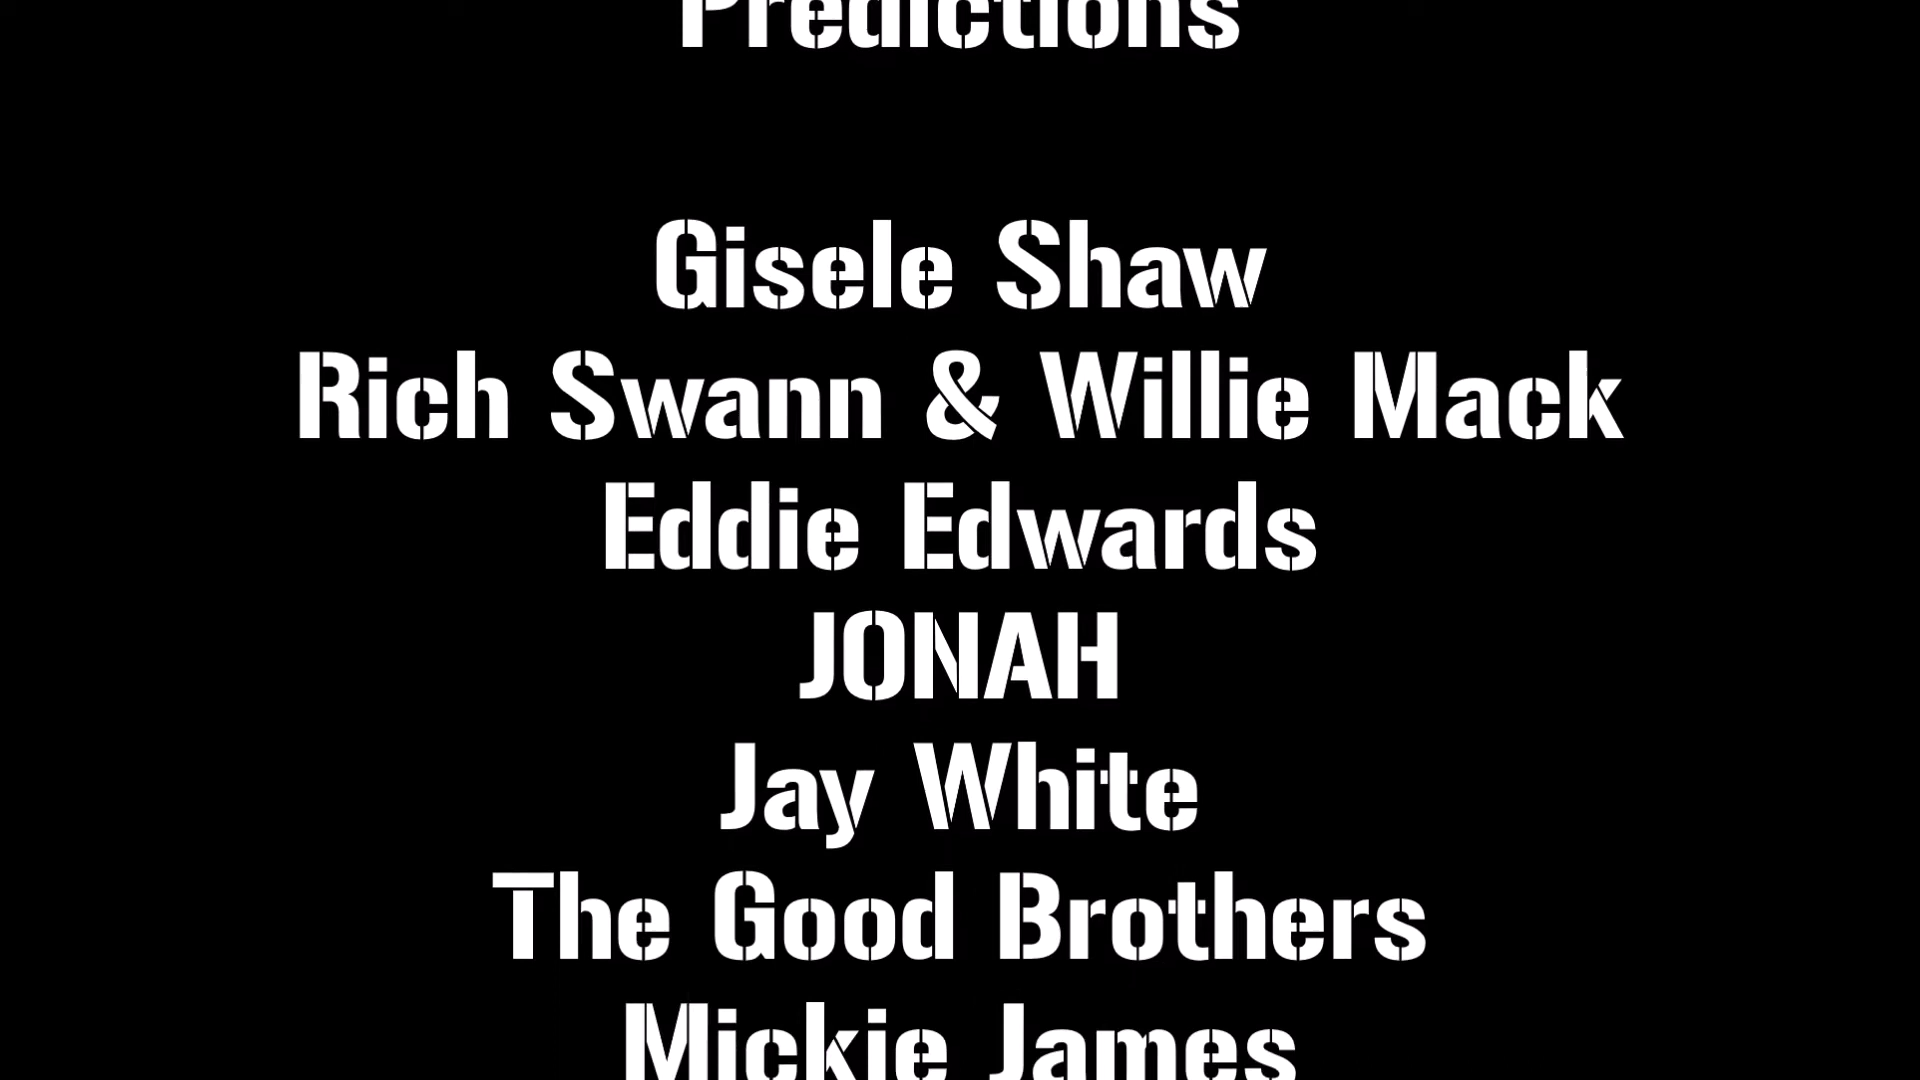 Predictions
Gisele Shaw
Rich Swann & Willie Mack
Eddie Edwards
JONAH
Jay White
The Good Brothers
Mickie James